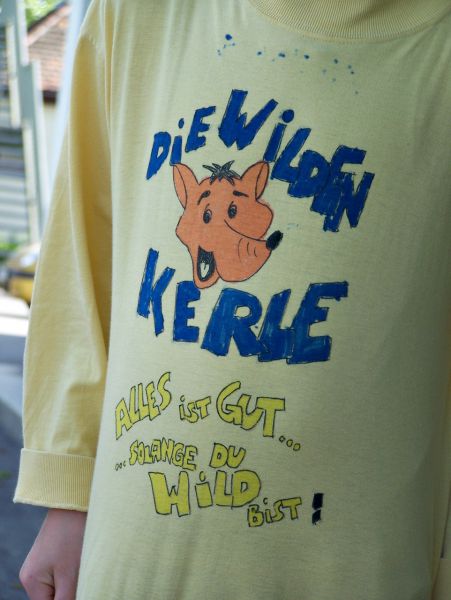 DiE WiLDEN
KERLE
ALLES iST GUT...
...SOLANGE DU
WiLD
BiST!